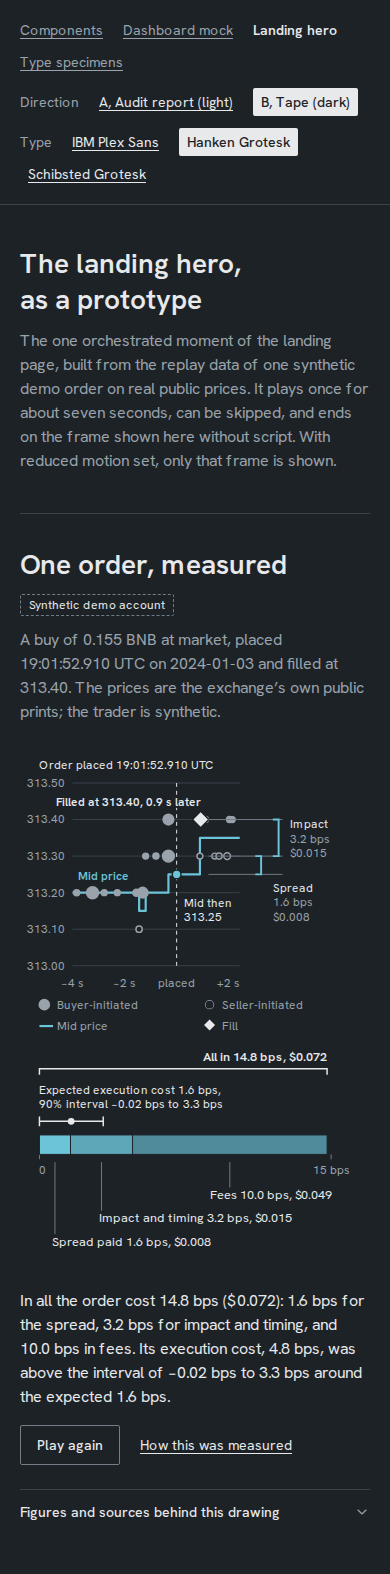 Components Dashboard mock Landing hero
Type specimens
Direction A, Audit report (light) B, Tape (dark)
Type IBM Plex Sans Hanken Grotesk
Schibsted Grotesk
The landing hero,
as a prototype
The one orchestrated moment of the landing
page, built from the replay data of one synthetic
demo order on real public prices. It plays once for
about seven seconds, can be skipped, and ends
on the frame shown here without script. With
reduced motion set, only that frame is shown.
One order, measured
Synthetic demo account
A buy of 0.155 BNB at market, placed
19:01:52.910 UTC on 2024-01-03 and filled at
313.40. The prices are the exchange’s own public
prints; the trader is synthetic.
Order placed 19:01:52.910 UTC
313.50
Filled at 313.40, 0.9 s later
313.40
Impact
3.2 bps
$0.015
313.30
Mid price
Spread
1.6 bps
$0.008
313.20
Mid then
313.25
313.10
313.00
−4 s −2 s placed +2 s
Buyer-initiated Seller-initiated
Mid price Fill
All in 14.8 bps, $0.072
Expected execution cost 1.6 bps,
90% interval −0.02 bps to 3.3 bps
0 15 bps
Fees 10.0 bps, $0.049
Impact and timing 3.2 bps, $0.015
Spread paid 1.6 bps, $0.008
In all the order cost 14.8 bps ($0.072): 1.6 bps for
the spread, 3.2 bps for impact and timing, and
10.0 bps in fees. Its execution cost, 4.8 bps, was
above the interval of −0.02 bps to 3.3 bps around
the expected 1.6 bps.
Play again How this was measured
Figures and sources behind this drawing